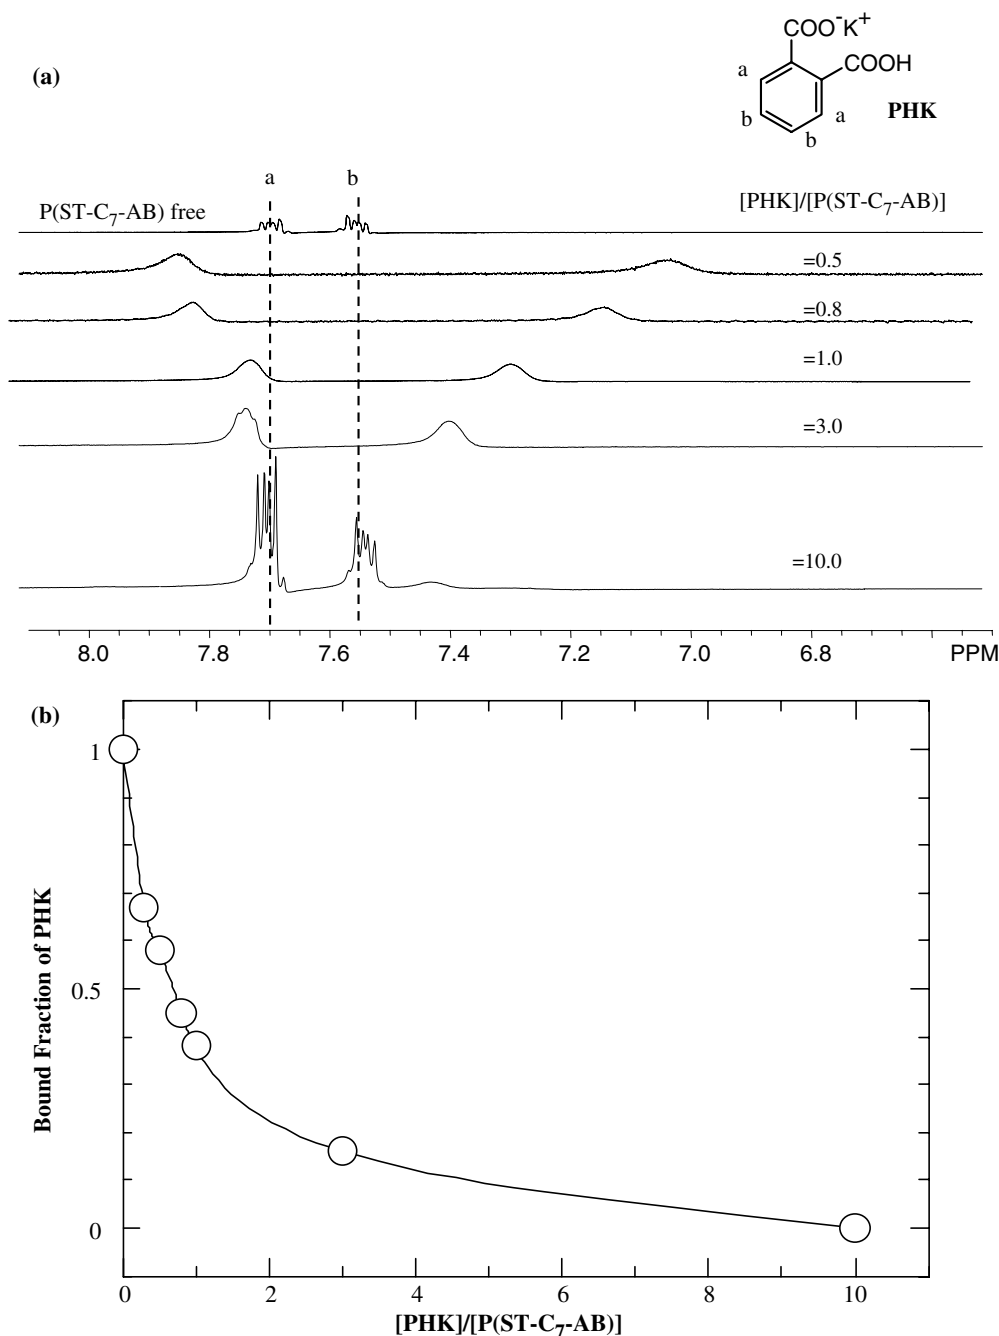 (a)
COO⁻K⁺
COOH
a
b
a
b
PHK
a
b
P(ST-C₇-AB) free
[PHK]/[P(ST-C₇-AB)]
=0.5
=0.8
=1.0
=3.0
=10.0
8.0 7.8 7.6 7.4 7.2 7.0 6.8 PPM
(b)
1
0.5
0
Bound Fraction of PHK
0 2 4 6 8 10
[PHK]/[P(ST-C₇-AB)]